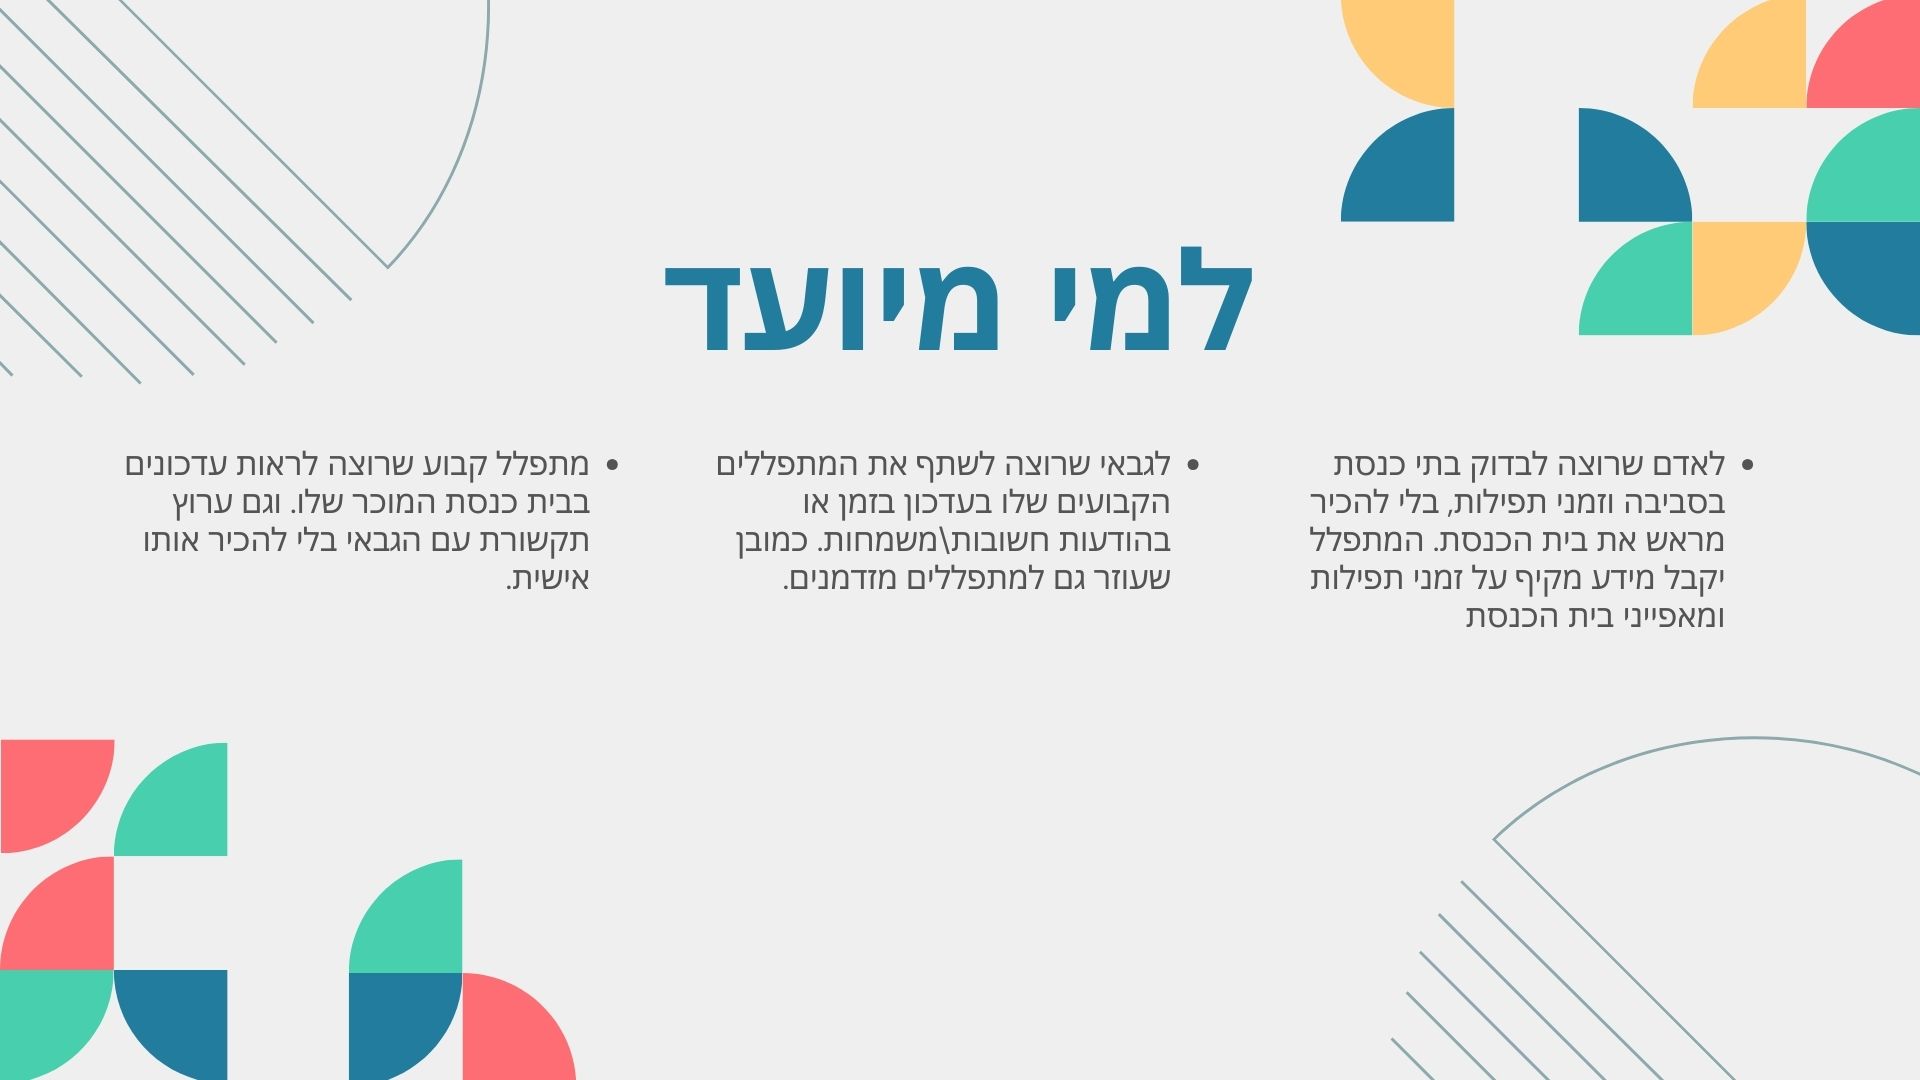 למי מיועד
• לאדם שרוצה לבדוק בתי כנסת
בסביבה וזמני תפילות, בלי להכיר
מראש את בית הכנסת. המתפלל
יקבל מידע מקיף על זמני תפילות
ומאפייני בית הכנסת
• לגבאי שרוצה לשתף את המתפללים
הקבועים שלו בעדכון בזמן או
בהודעות חשובות\משמחות. כמובן
שעוזר גם למתפללים מזדמנים.
• מתפלל קבוע שרוצה לראות עדכונים
בבית כנסת המוכר שלו. וגם ערוץ
תקשורת עם הגבאי בלי להכיר אותו
אישית.